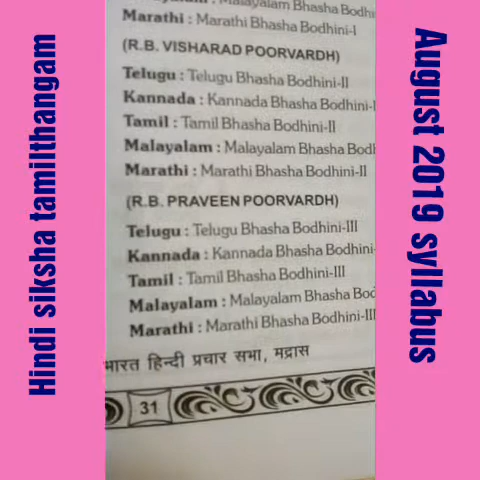 Hindi siksha tamilthangam
Bhasha
Marathi : Marathi Bhasha Bodhini-I
(R.B. VISHARAD POORVARDH)
Telugu : Telugu Bhasha Bodhini-II
Kannada : Kannada Bhasha Bodhini-
Tamil : Tamil Bhasha Bodhini-II
Malayalam : Malayalam Bhasha
Marathi : Marathi Bhasha Bodhini-II
(R.B. PRAVEEN POORVARDH)
Telugu : Telugu Bhasha Bodhini-III
Kannada : Kannada Bhasha Bodhini-
Tamil : Tamil Bhasha Bodhini-III
Malayalam : Malayalam Bhasha
Marathi : Marathi Bhasha Bodhini-III
भारत हिन्दी प्रचार सभा, मद्रास
31
August 2019 syllabus